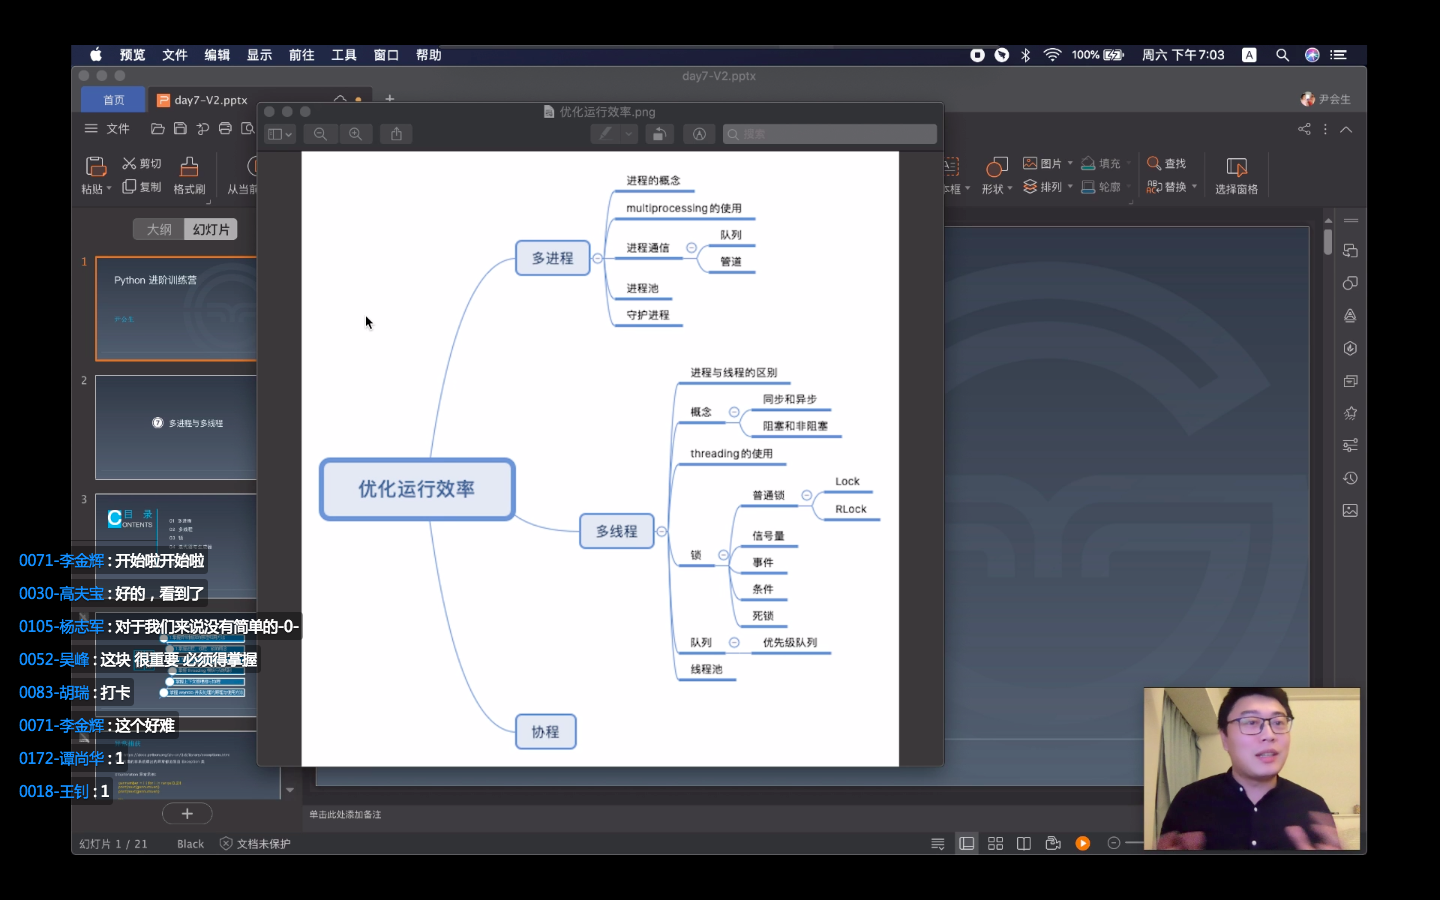 预览 文件 编辑 显示 前往 工具 窗口 帮助
100% 周六 下午7:03 A
day7-V2.pptx
首页 day7-V2.pptx
尹会生
优化运行效率.png
文件
搜索
剪切
粘贴 复制 格式刷
图片 填充 查找
形状 排列 轮廓 替换 选择窗格
大纲 幻灯片
1
Python 进阶训练营
2
7 多进程与多线程
3
目 录
CONTENTS
优化运行效率
多进程
进程的概念
multiprocessing的使用
进程通信
队列
管道
进程池
守护进程
多线程
进程与线程的区别
概念
同步和异步
阻塞和非阻塞
threading的使用
锁
普通锁
Lock
RLock
信号量
事件
条件
死锁
队列
优先级队列
线程池
协程
0071-李金辉 : 开始啦开始啦
0030-高夫宝 : 好的，看到了
0105-杨志军 : 对于我们来说没有简单的-0-
0052-吴峰 : 这块 很重要 必须得掌握
0083-胡瑞 : 打卡
0071-李金辉 : 这个好难
0172-谭尚华 : 1
0018-王钊 : 1
单击此处添加备注
幻灯片 1 / 21 Black 文档未保护